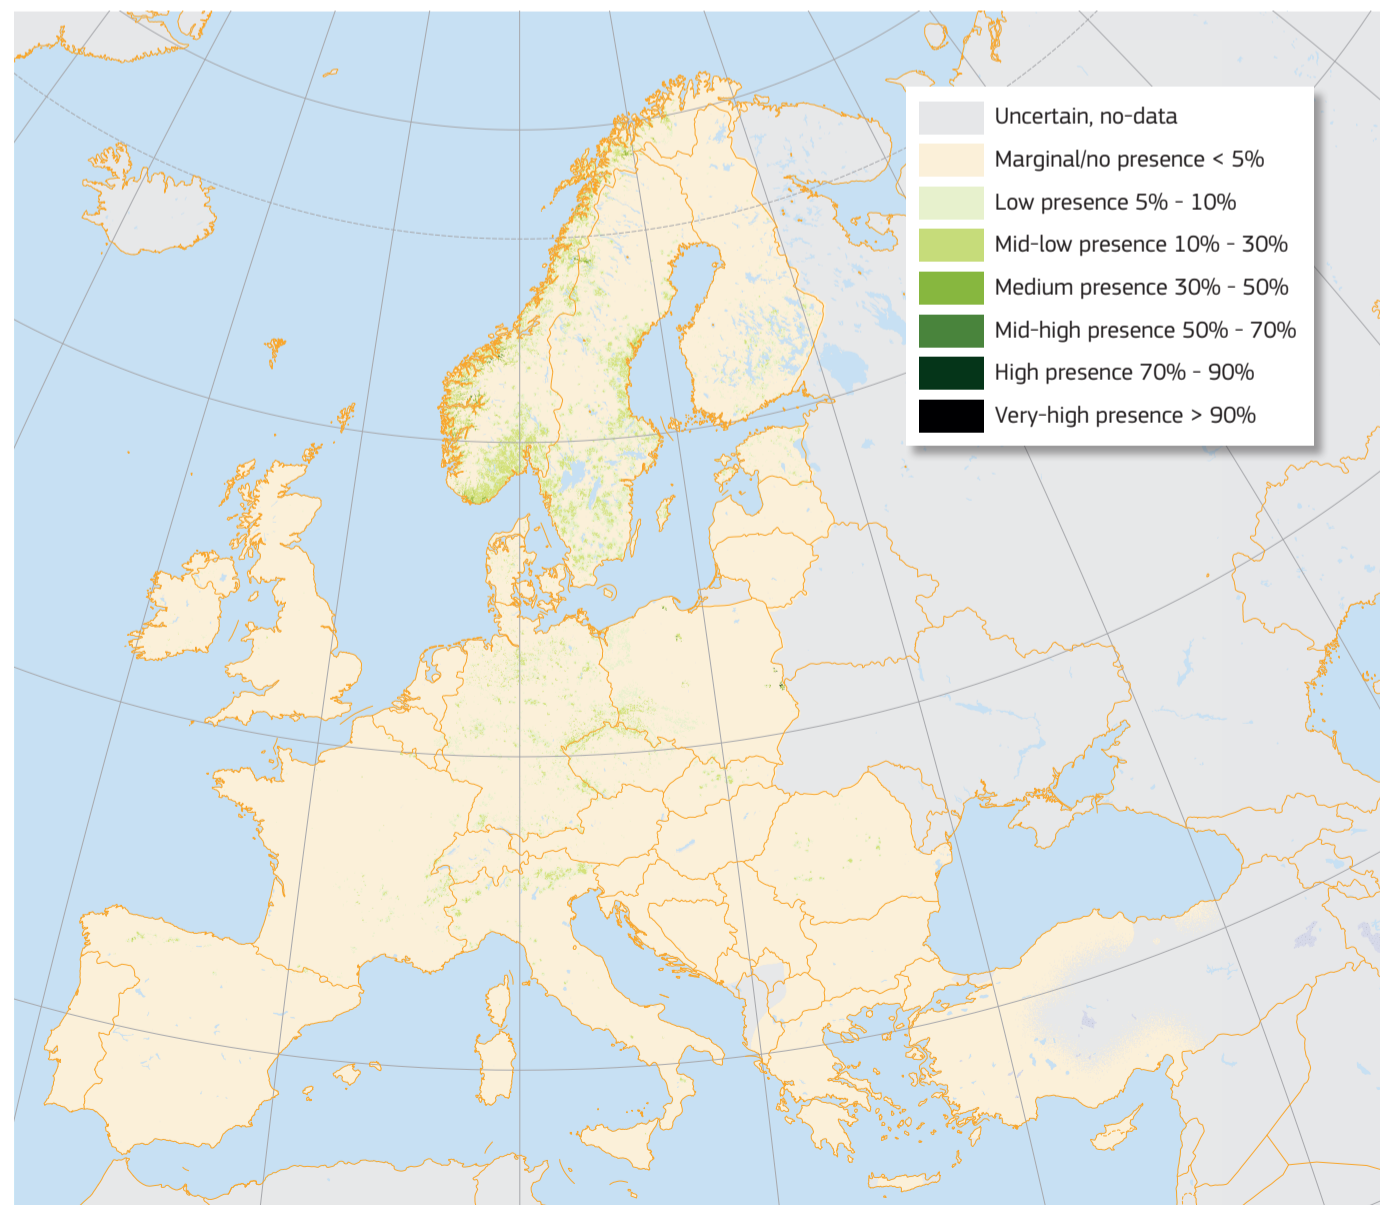 Uncertain, no-data
Marginal/no presence < 5%
Low presence 5% - 10%
Mid-low presence 10% - 30%
Medium presence 30% - 50%
Mid-high presence 50% - 70%
High presence 70% - 90%
Very-high presence > 90%